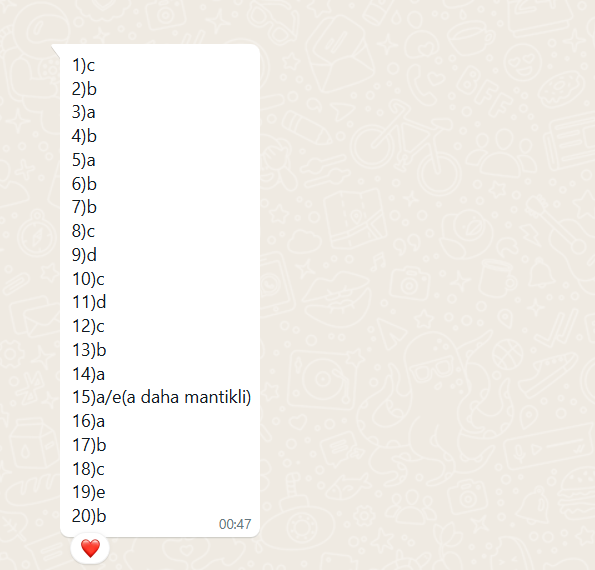 1)c
2)b
3)a
4)b
5)a
6)b
7)b
8)c
9)d
10)c
11)d
12)c
13)b
14)a
15)a/e(a daha mantikli)
16)a
17)b
18)c
19)e
20)b
00:47